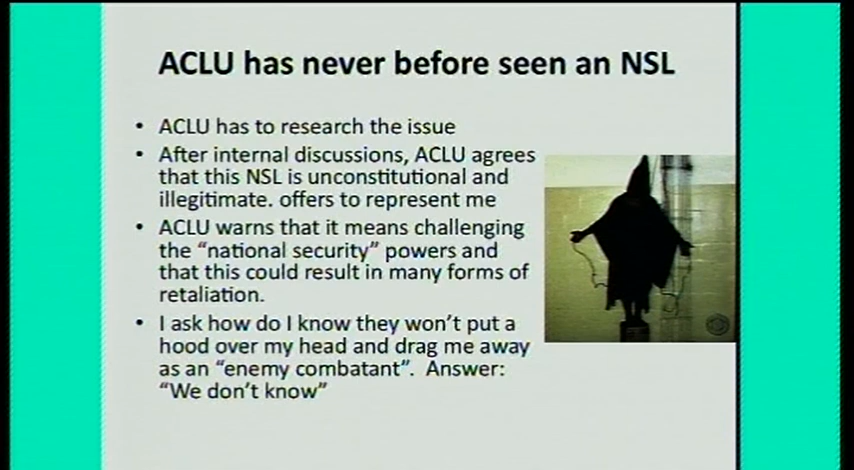 ACLU has never before seen an NSL
• ACLU has to research the issue
• After internal discussions, ACLU agrees
that this NSL is unconstitutional and
illegitimate. offers to represent me
• ACLU warns that it means challenging
the “national security” powers and
that this could result in many forms of
retaliation.
• I ask how do I know they won’t put a
hood over my head and drag me away
as an “enemy combatant”. Answer:
“We don’t know”